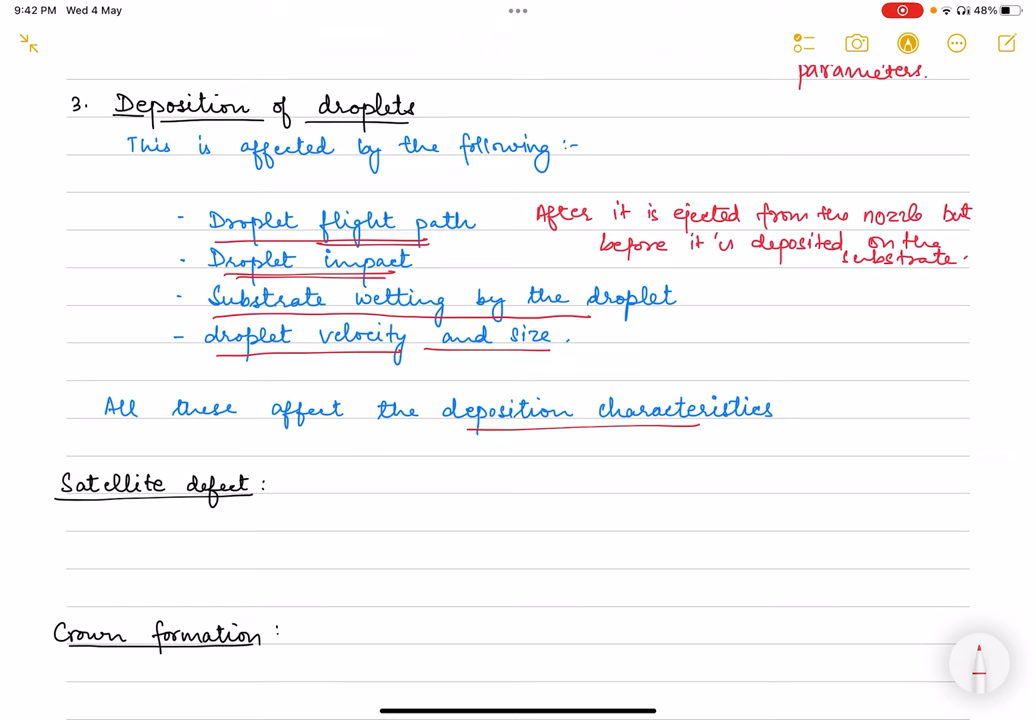 9:42 PM Wed 4 May
48%
parameters.
3. Deposition of droplets
This is affected by the following :-
- Droplet flight path
After it is ejected from the nozzle but
before it is deposited on the
substrate.
- Droplet impact
- Substrate wetting by the droplet
- droplet velocity and size.
All these affect the deposition characteristics
Satellite defect :
Crown formation :